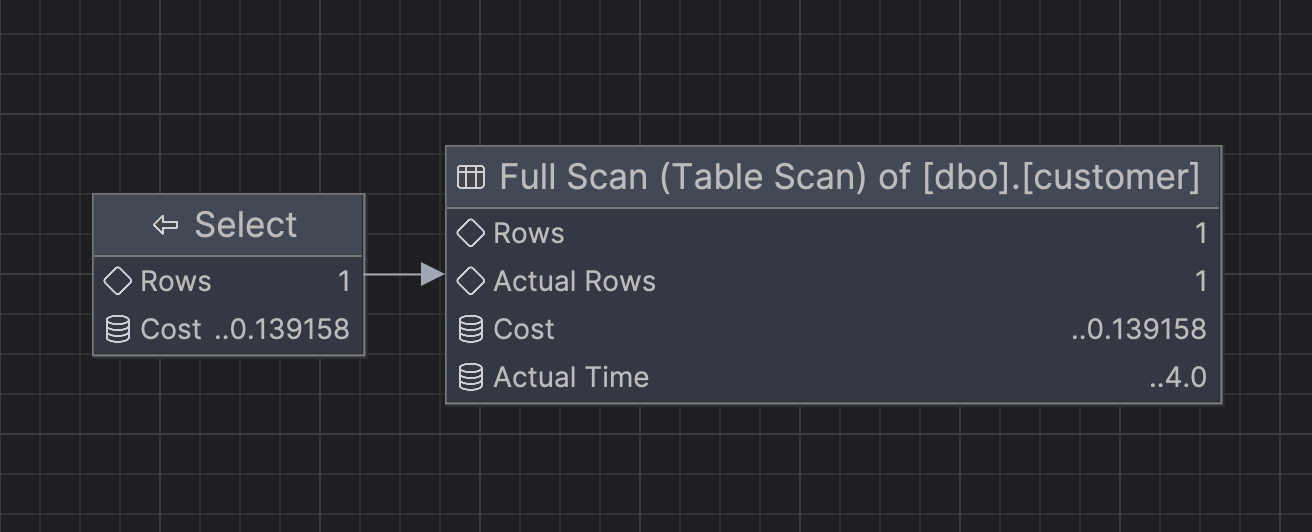 Select
Rows 1
Cost ..0.139158
Full Scan (Table Scan) of [dbo].[customer]
Rows 1
Actual Rows 1
Cost ..0.139158
Actual Time ..4.0